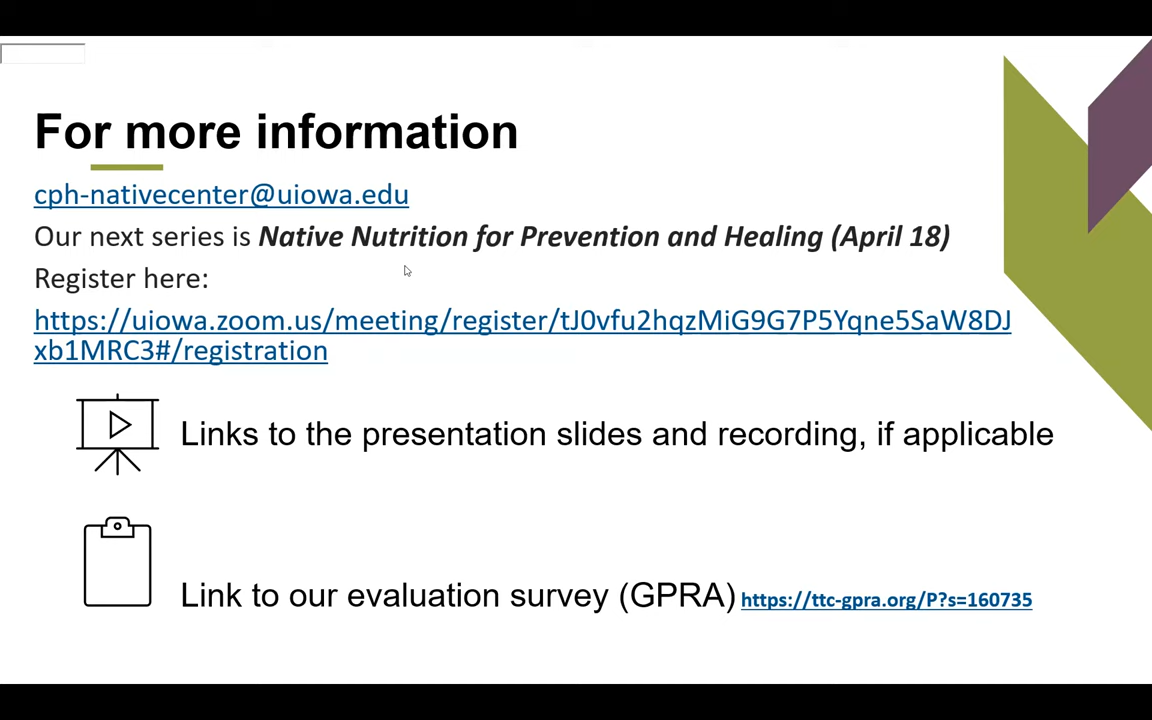 For more information
cph-nativecenter@uiowa.edu
Our next series is Native Nutrition for Prevention and Healing (April 18)
Register here:
https://uiowa.zoom.us/meeting/register/tJ0vfu2hqzMiG9G7P5Yqne5SaW8DJ
xb1MRC3#/registration
Links to the presentation slides and recording, if applicable
Link to our evaluation survey (GPRA) https://ttc-gpra.org/P?s=160735